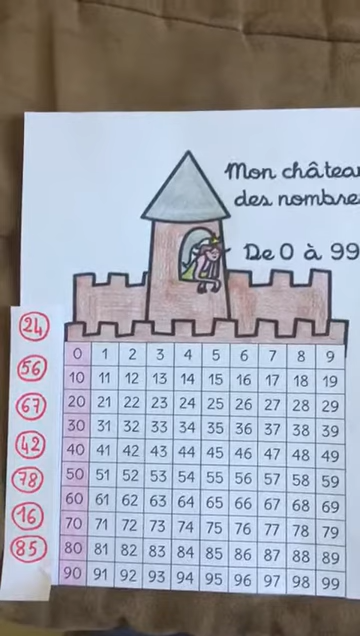 Mon châtea
des nombre
De 0 à 99
24
56
67
42
78
16
85
0 1 2 3 4 5 6 7 8 9
10 11 12 13 14 15 16 17 18 19
20 21 22 23 24 25 26 27 28 29
30 31 32 33 34 35 36 37 38 39
40 41 42 43 44 45 46 47 48 49
50 51 52 53 54 55 56 57 58 59
60 61 62 63 64 65 66 67 68 69
70 71 72 73 74 75 76 77 78 79
80 81 82 83 84 85 86 87 88 89
90 91 92 93 94 95 96 97 98 99